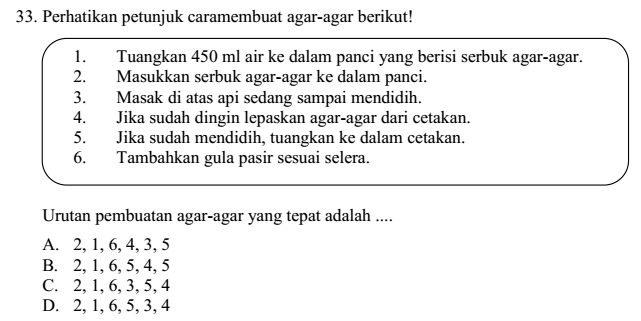 33. Perhatikan petunjuk caramembuat agar-agar berikut!
1. Tuangkan 450 ml air ke dalam panci yang berisi serbuk agar-agar.
2. Masukkan serbuk agar-agar ke dalam panci.
3. Masak di atas api sedang sampai mendidih.
4. Jika sudah dingin lepaskan agar-agar dari cetakan.
5. Jika sudah mendidih, tuangkan ke dalam cetakan.
6. Tambahkan gula pasir sesuai selera.
Urutan pembuatan agar-agar yang tepat adalah ....
A. 2, 1, 6, 4, 3, 5
B. 2, 1, 6, 5, 4, 5
C. 2, 1, 6, 3, 5, 4
D. 2, 1, 6, 5, 3, 4